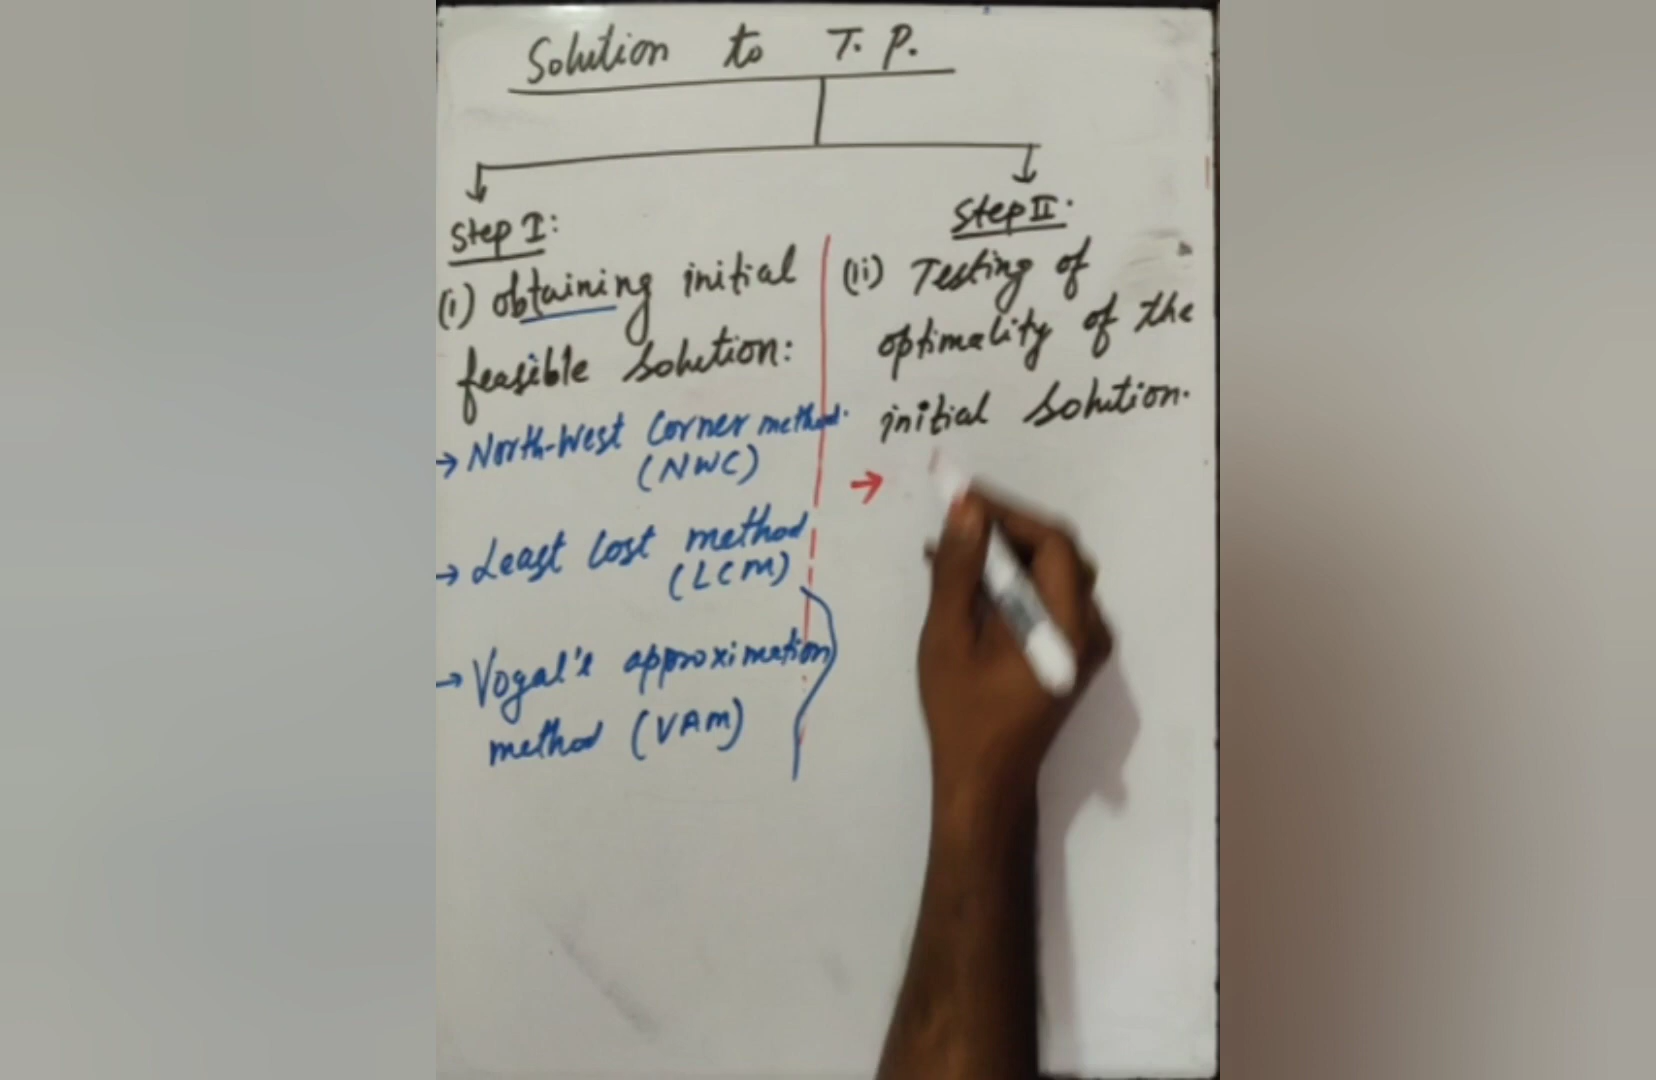 Solution to T. P.
Step I:
(i) obtaining initial
feasible solution:
→ North-West Corner method.
(NWC)
→ Least Cost method
(LCM)
→ Vogal's approximation
method (VAM)
Step II.
(ii) Testing of
optimality of the
initial solution.
→